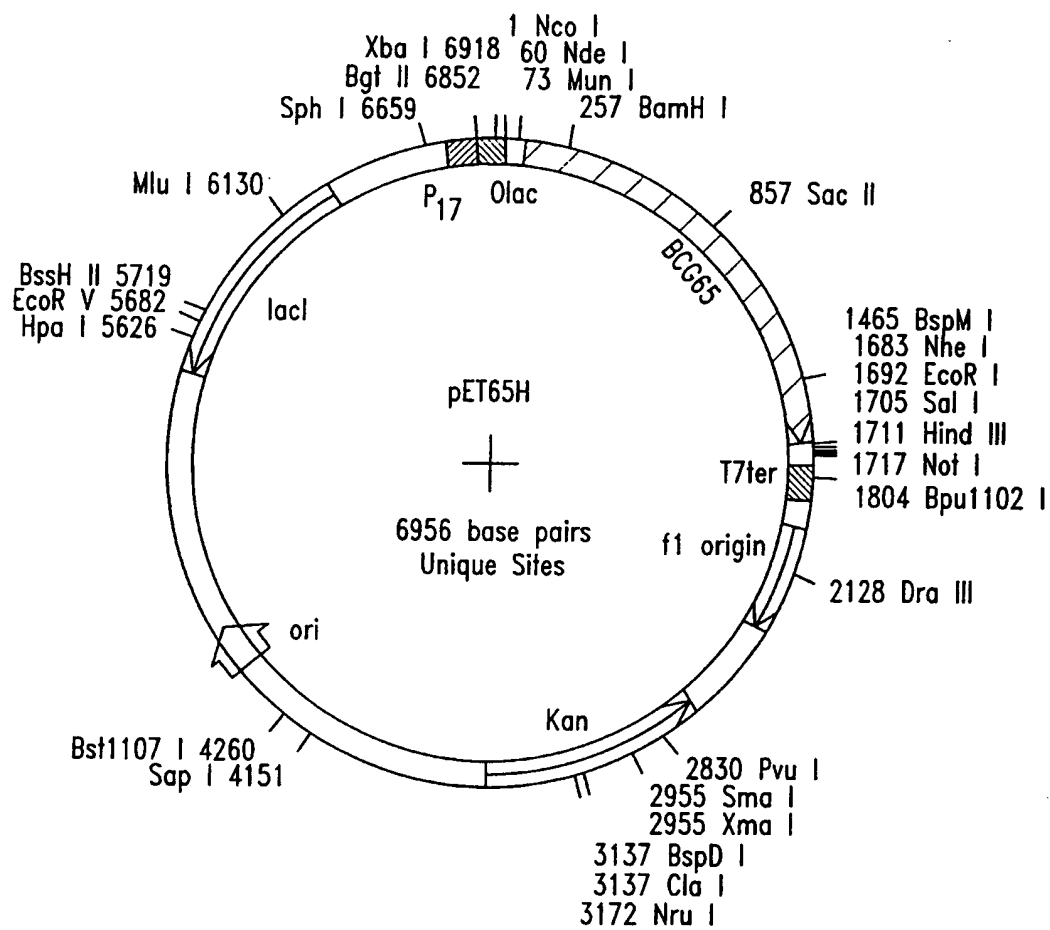 1 Nco I
Xba I 6918 60 Nde I
Bgt II 6852 73 Mun I
Sph I 6659 257 BamH I
Mlu I 6130
P17
Olac
857 Sac II
BCG65
BssH II 5719
EcoR V 5682
Hpa I 5626
lacI
1465 BspM I
1683 Nhe I
1692 EcoR I
1705 Sal I
1711 Hind III
1717 Not I
1804 Bpu1102 I
pET65H
T7ter
6956 base pairs
Unique Sites
f1 origin
2128 Dra III
ori
Kan
Bst1107 I 4260
Sap I 4151
2830 Pvu I
2955 Sma I
2955 Xma I
3137 BspD I
3137 Cla I
3172 Nru I